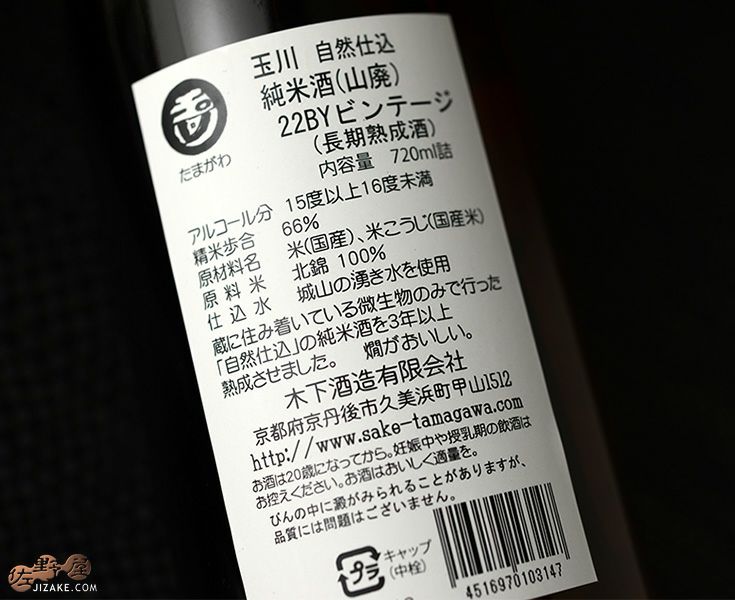 玉川 自然仕込
純米酒(山廃)
22BYビンテージ
(長期熟成酒)
たまがわ
内容量 720ml詰
アルコール分 15度以上16度未満
精米歩合 66%
原材料名 米(国産)、米こうじ(国産米)
原料米 北錦 100%
仕込水 城山の湧き水を使用
蔵に住み着いている微生物のみで行った
「自然仕込」の純米酒を3年以上
熟成させました。 燗がおいしい。
木下酒造有限会社
京都府京丹後市久美浜町甲山1512
http://www.sake-tamagawa.com
お酒は20歳になってから。妊娠中や授乳期の飲酒は
お控えください。お酒はおいしく適量を。
びんの中に澱がみられることがありますが、
品質には問題はございません。
プラ
キャップ
(中栓)
4516970103147
佐野屋
JIZAKE.COM